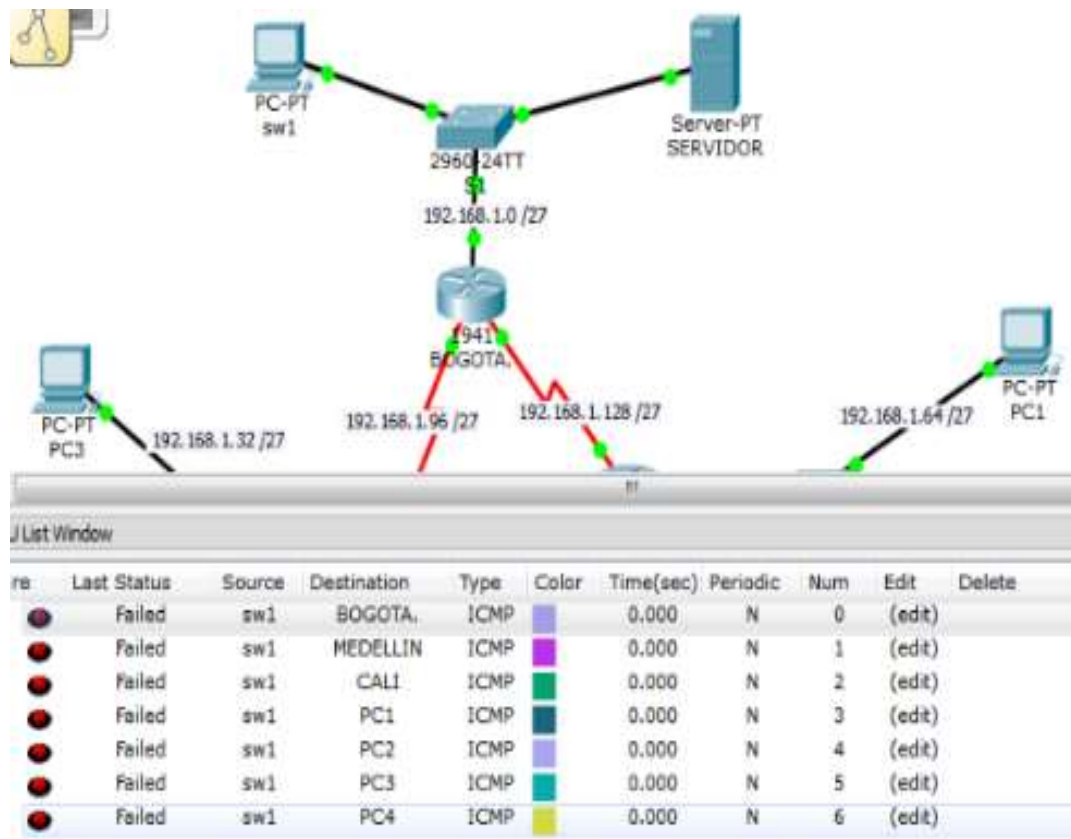 PC-PT
sw1
Server-PT
SERVIDOR
2960-24TT
S1
192.168.1.0 /27
1941
BOGOTA.
PC-PT
PC3
192.168.1.32 /27
192.168.1.96 /27
192.168.1.128 /27
192.168.1.64 /27
PC-PT
PC1
List Window
re Last Status Source Destination Type Color Time(sec) Periodic Num Edit Delete
Failed sw1 BOGOTA. ICMP 0.000 N 0 (edit)
Failed sw1 MEDELLIN ICMP 0.000 N 1 (edit)
Failed sw1 CALI ICMP 0.000 N 2 (edit)
Failed sw1 PC1 ICMP 0.000 N 3 (edit)
Failed sw1 PC2 ICMP 0.000 N 4 (edit)
Failed sw1 PC3 ICMP 0.000 N 5 (edit)
Failed sw1 PC4 ICMP 0.000 N 6 (edit)